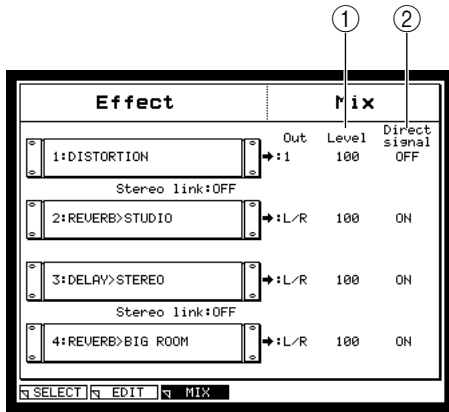 ① ②
Effect Mix
Out Level Direct signal
1:DISTORTION ➔:1 100 OFF
Stereo link:OFF
2:REVERB>STUDIO ➔:L/R 100 ON
3:DELAY>STEREO ➔:L/R 100 ON
Stereo link:OFF
4:REVERB>BIG ROOM ➔:L/R 100 ON
SELECT EDIT MIX